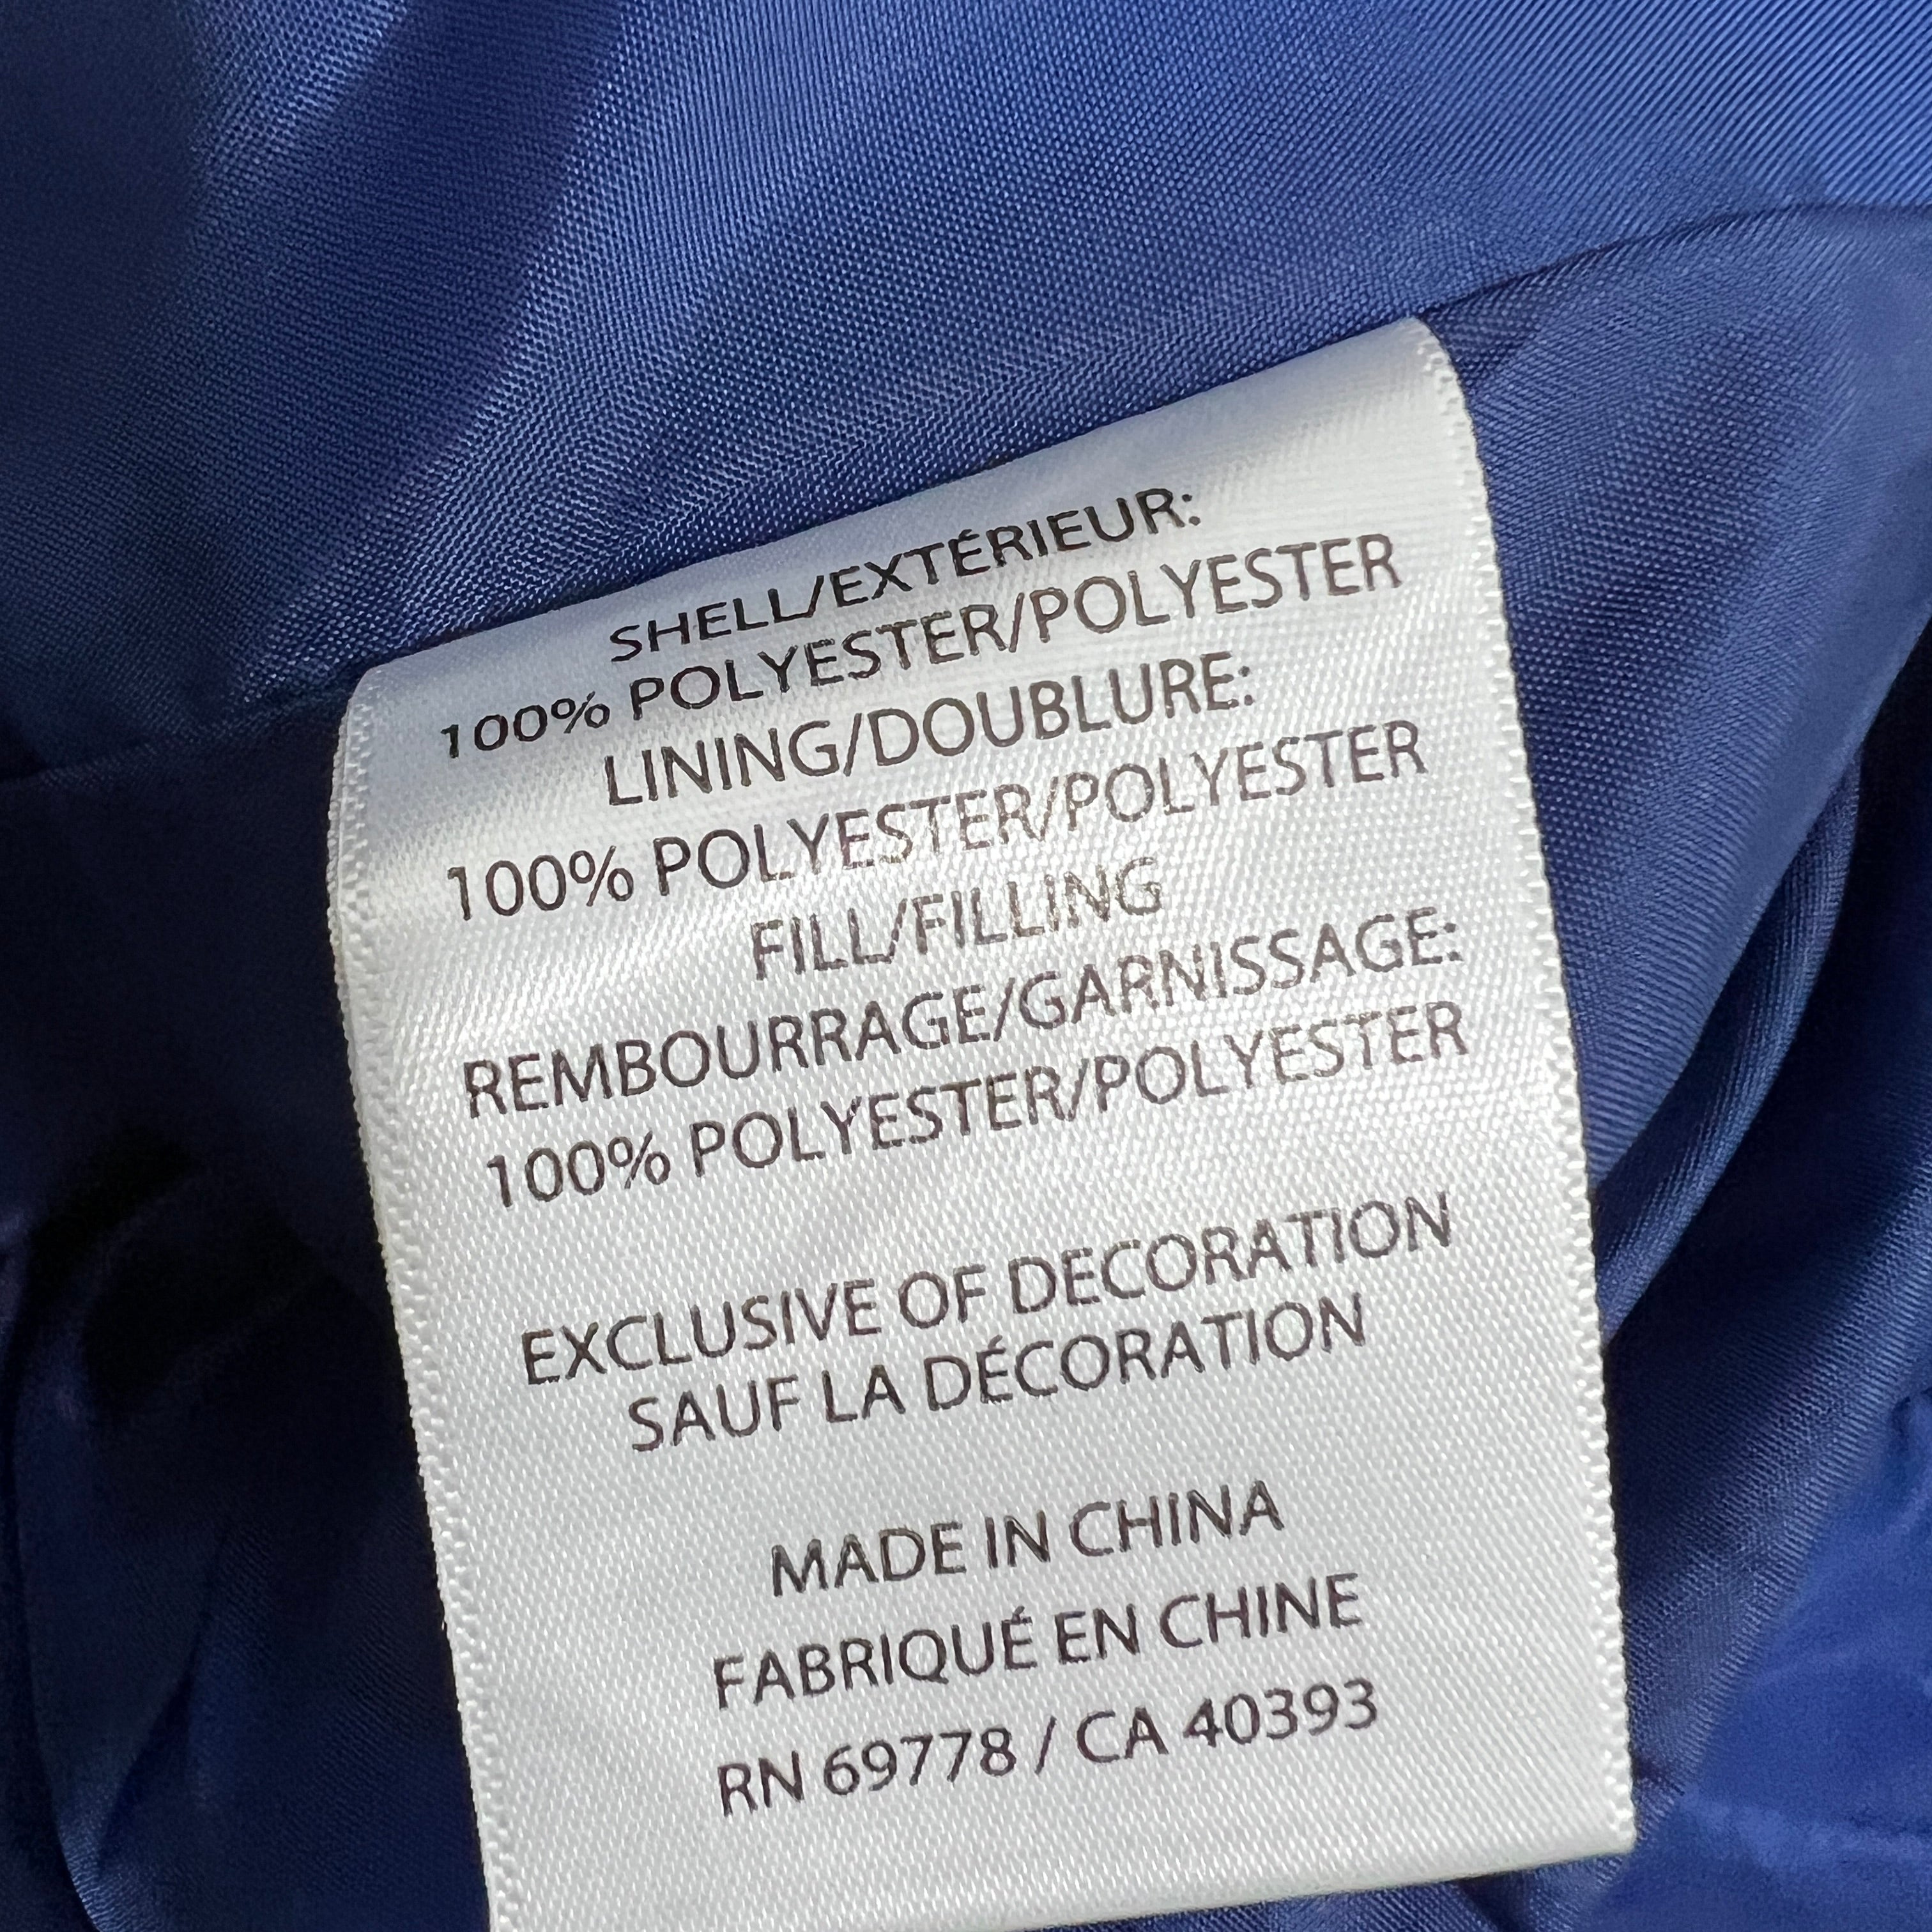 SHELL/EXTÉRIEUR:
100% POLYESTER/POLYESTER
LINING/DOUBLURE:
100% POLYESTER/POLYESTER
FILL/FILLING
REMBOURRAGE/GARNISSAGE:
100% POLYESTER/POLYESTER
EXCLUSIVE OF DECORATION
SAUF LA DÉCORATION
MADE IN CHINA
FABRIQUÉ EN CHINE
RN 69778 / CA 40393